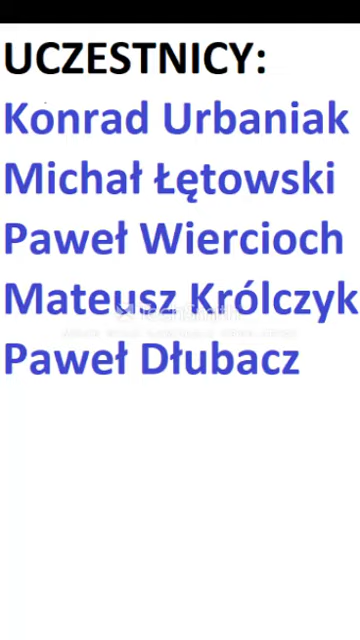 UCZESTNICY:
Konrad Urbaniak
Michał Łętowski
Paweł Wiercioch
Mateusz Królczyk
Paweł Dłubacz